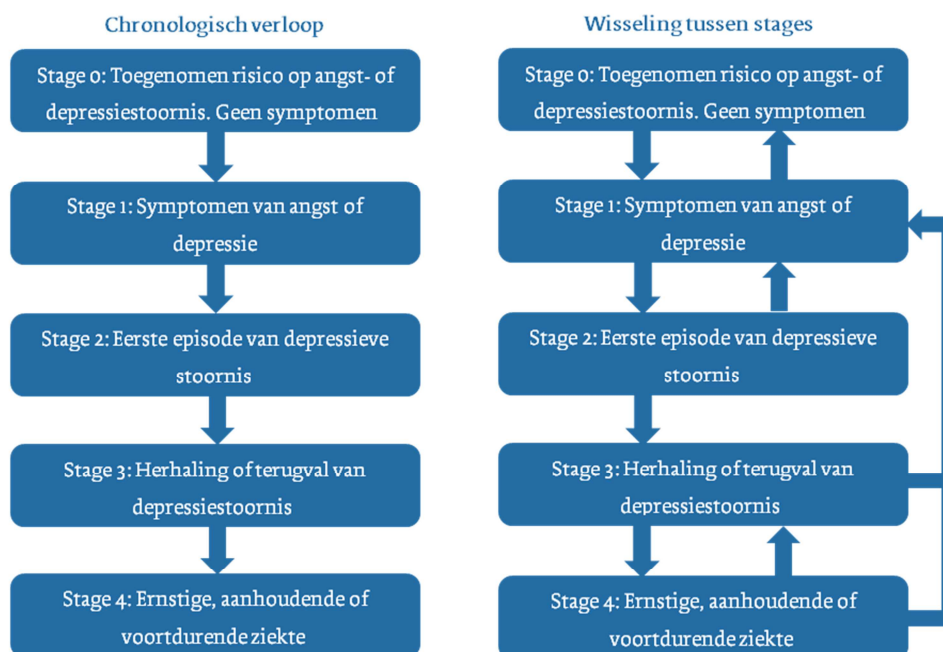 Chronologisch verloop
Stage 0: Toegenomen risico op angst- of
depressiestoornis. Geen symptomen
Stage 1: Symptomen van angst of
depressie
Stage 2: Eerste episode van depressieve
stoornis
Stage 3: Herhaling of terugval van
depressiestoornis
Stage 4: Ernstige, aanhoudende of
voortdurende ziekte
Wisseling tussen stages
Stage 0: Toegenomen risico op angst- of
depressiestoornis. Geen symptomen
Stage 1: Symptomen van angst of
depressie
Stage 2: Eerste episode van depressieve
stoornis
Stage 3: Herhaling of terugval van
depressiestoornis
Stage 4: Ernstige, aanhoudende of
voortdurende ziekte